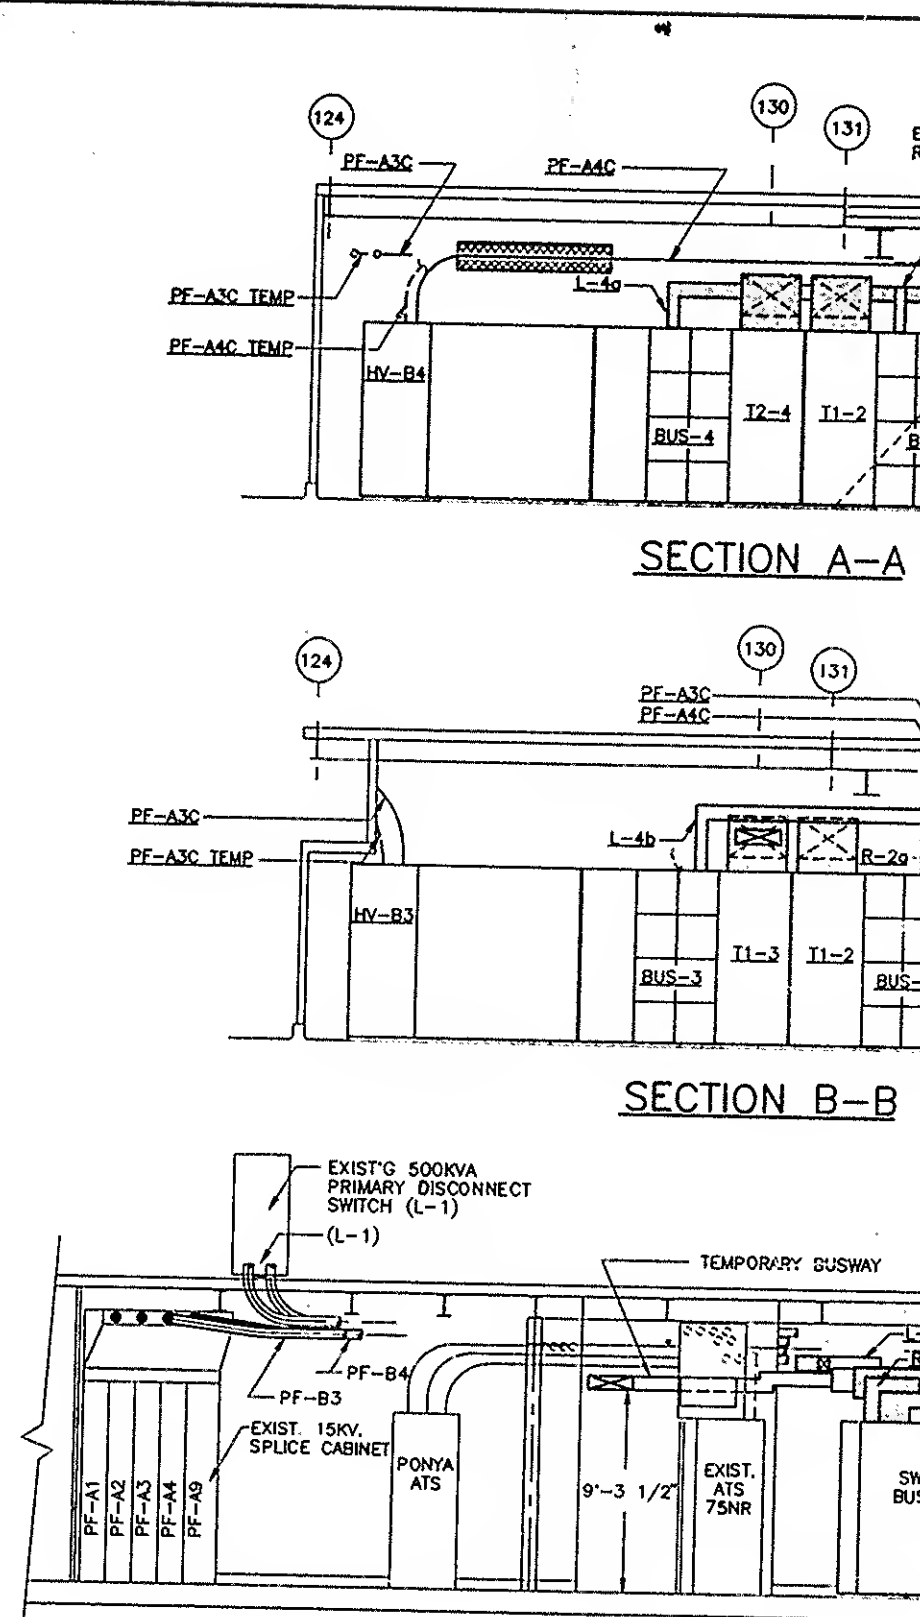 124
130
131
E
R
PF-A3C
PF-A4C
PF-A3C TEMP
L-4a
PF-A4C TEMP
HV-B4
BUS-4
T2-4
T1-2
B
SECTION A-A
124
130
131
PF-A3C
PF-A4C
PF-A3C
PF-A3C TEMP
L-4b
R-2a
HV-B3
BUS-3
T1-3
T1-2
BUS-
SECTION B-B
EXIST'G 500KVA
PRIMARY DISCONNECT
SWITCH (L-1)
(L-1)
TEMPORARY BUSWAY
L-
R
PF-B4
PF-B3
EXIST. 15KV.
SPLICE CABINET
PONYA
ATS
EXIST.
ATS
75NR
9'-3 1/2"
SW
BUS
PF-A1
PF-A2
PF-A3
PF-A4
PF-A9